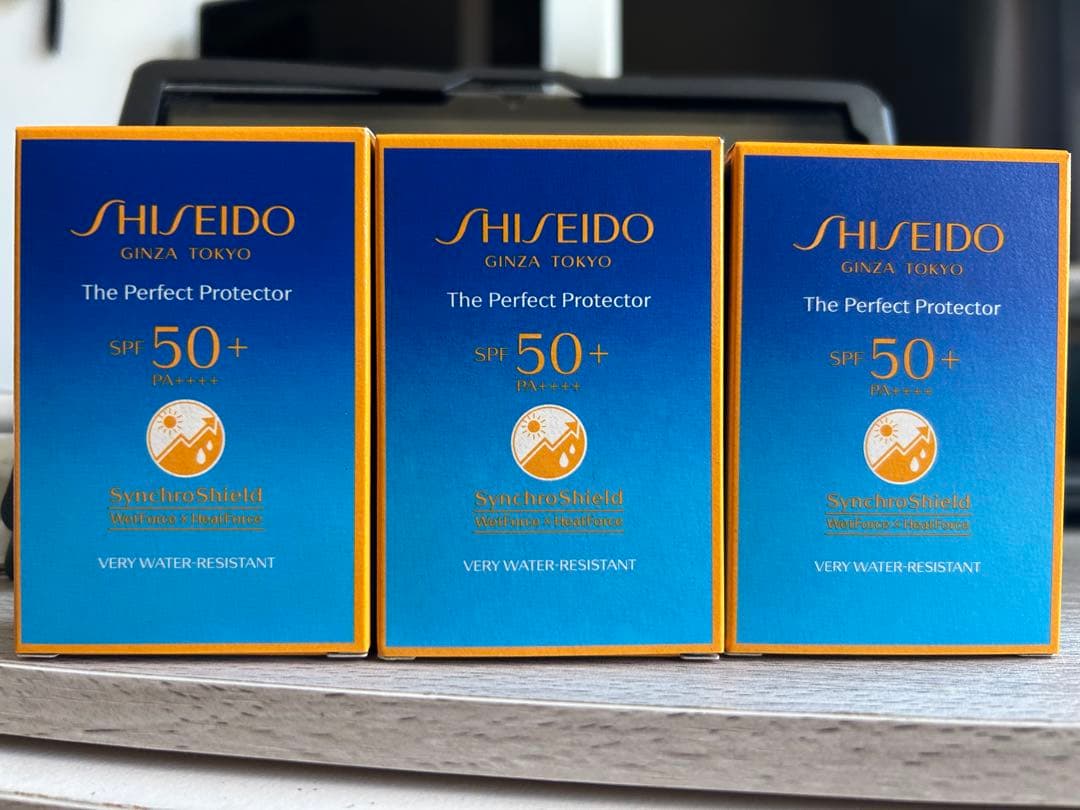 SHISEIDO
GINZA TOKYO
The Perfect Protector
SPF 50+
PA++++
SynchroShield
WetForce × HeatForce
VERY WATER-RESISTANT
SHISEIDO
GINZA TOKYO
The Perfect Protector
SPF 50+
PA++++
SynchroShield
WetForce × HeatForce
VERY WATER-RESISTANT
SHISEIDO
GINZA TOKYO
The Perfect Protector
SPF 50+
PA++++
SynchroShield
WetForce × HeatForce
VERY WATER-RESISTANT